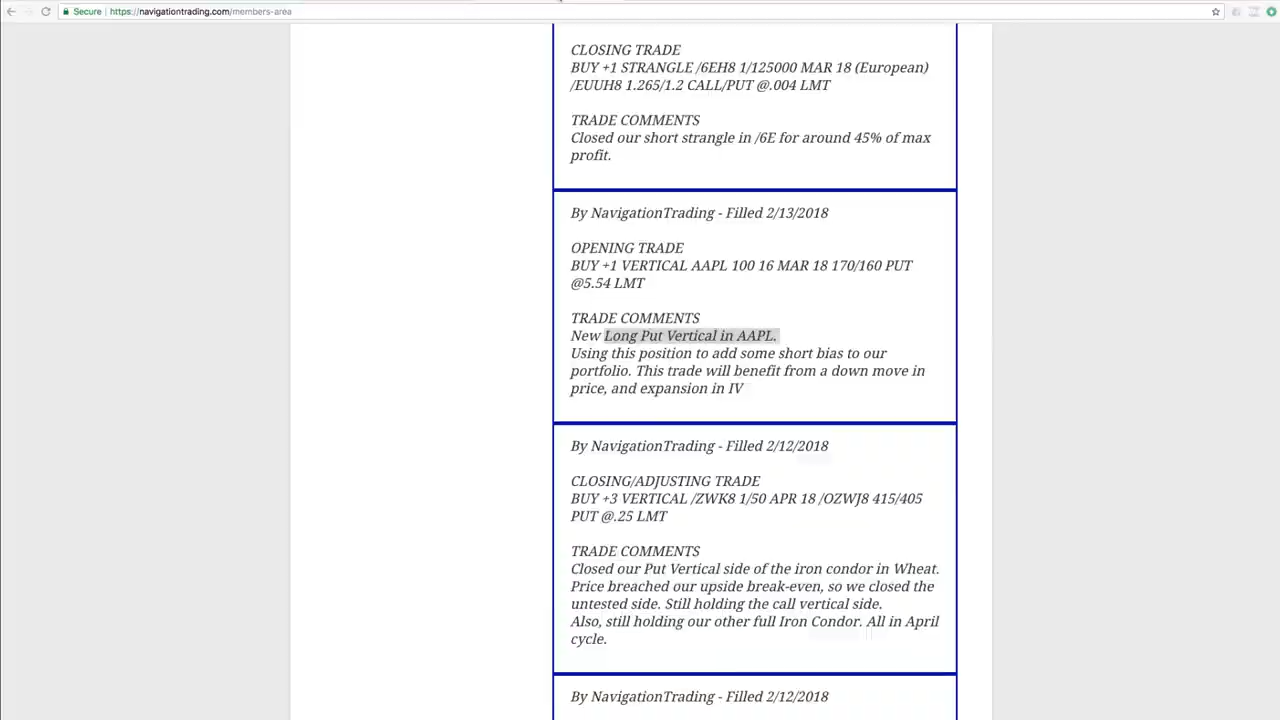 Secure
https://navigationtrading.com/members-area
CLOSING TRADE
BUY +1 STRANGLE /6EH8 1/125000 MAR 18 (European)
/EUUH8 1.265/1.2 CALL/PUT @.004 LMT
TRADE COMMENTS
Closed our short strangle in /6E for around 45% of max
profit.
By NavigationTrading - Filled 2/13/2018
OPENING TRADE
BUY +1 VERTICAL AAPL 100 16 MAR 18 170/160 PUT
@5.54 LMT
TRADE COMMENTS
New Long Put Vertical in AAPL.
Using this position to add some short bias to our
portfolio. This trade will benefit from a down move in
price, and expansion in IV
By NavigationTrading - Filled 2/12/2018
CLOSING/ADJUSTING TRADE
BUY +3 VERTICAL /ZWK8 1/50 APR 18 /OZWJ8 415/405
PUT @.25 LMT
TRADE COMMENTS
Closed our Put Vertical side of the iron condor in Wheat.
Price breached our upside break-even, so we closed the
untested side. Still holding the call vertical side.
Also, still holding our other full Iron Condor. All in April
cycle.
By NavigationTrading - Filled 2/12/2018